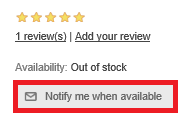 1 review(s) | Add your review
Availability: Out of stock
Notify me when available